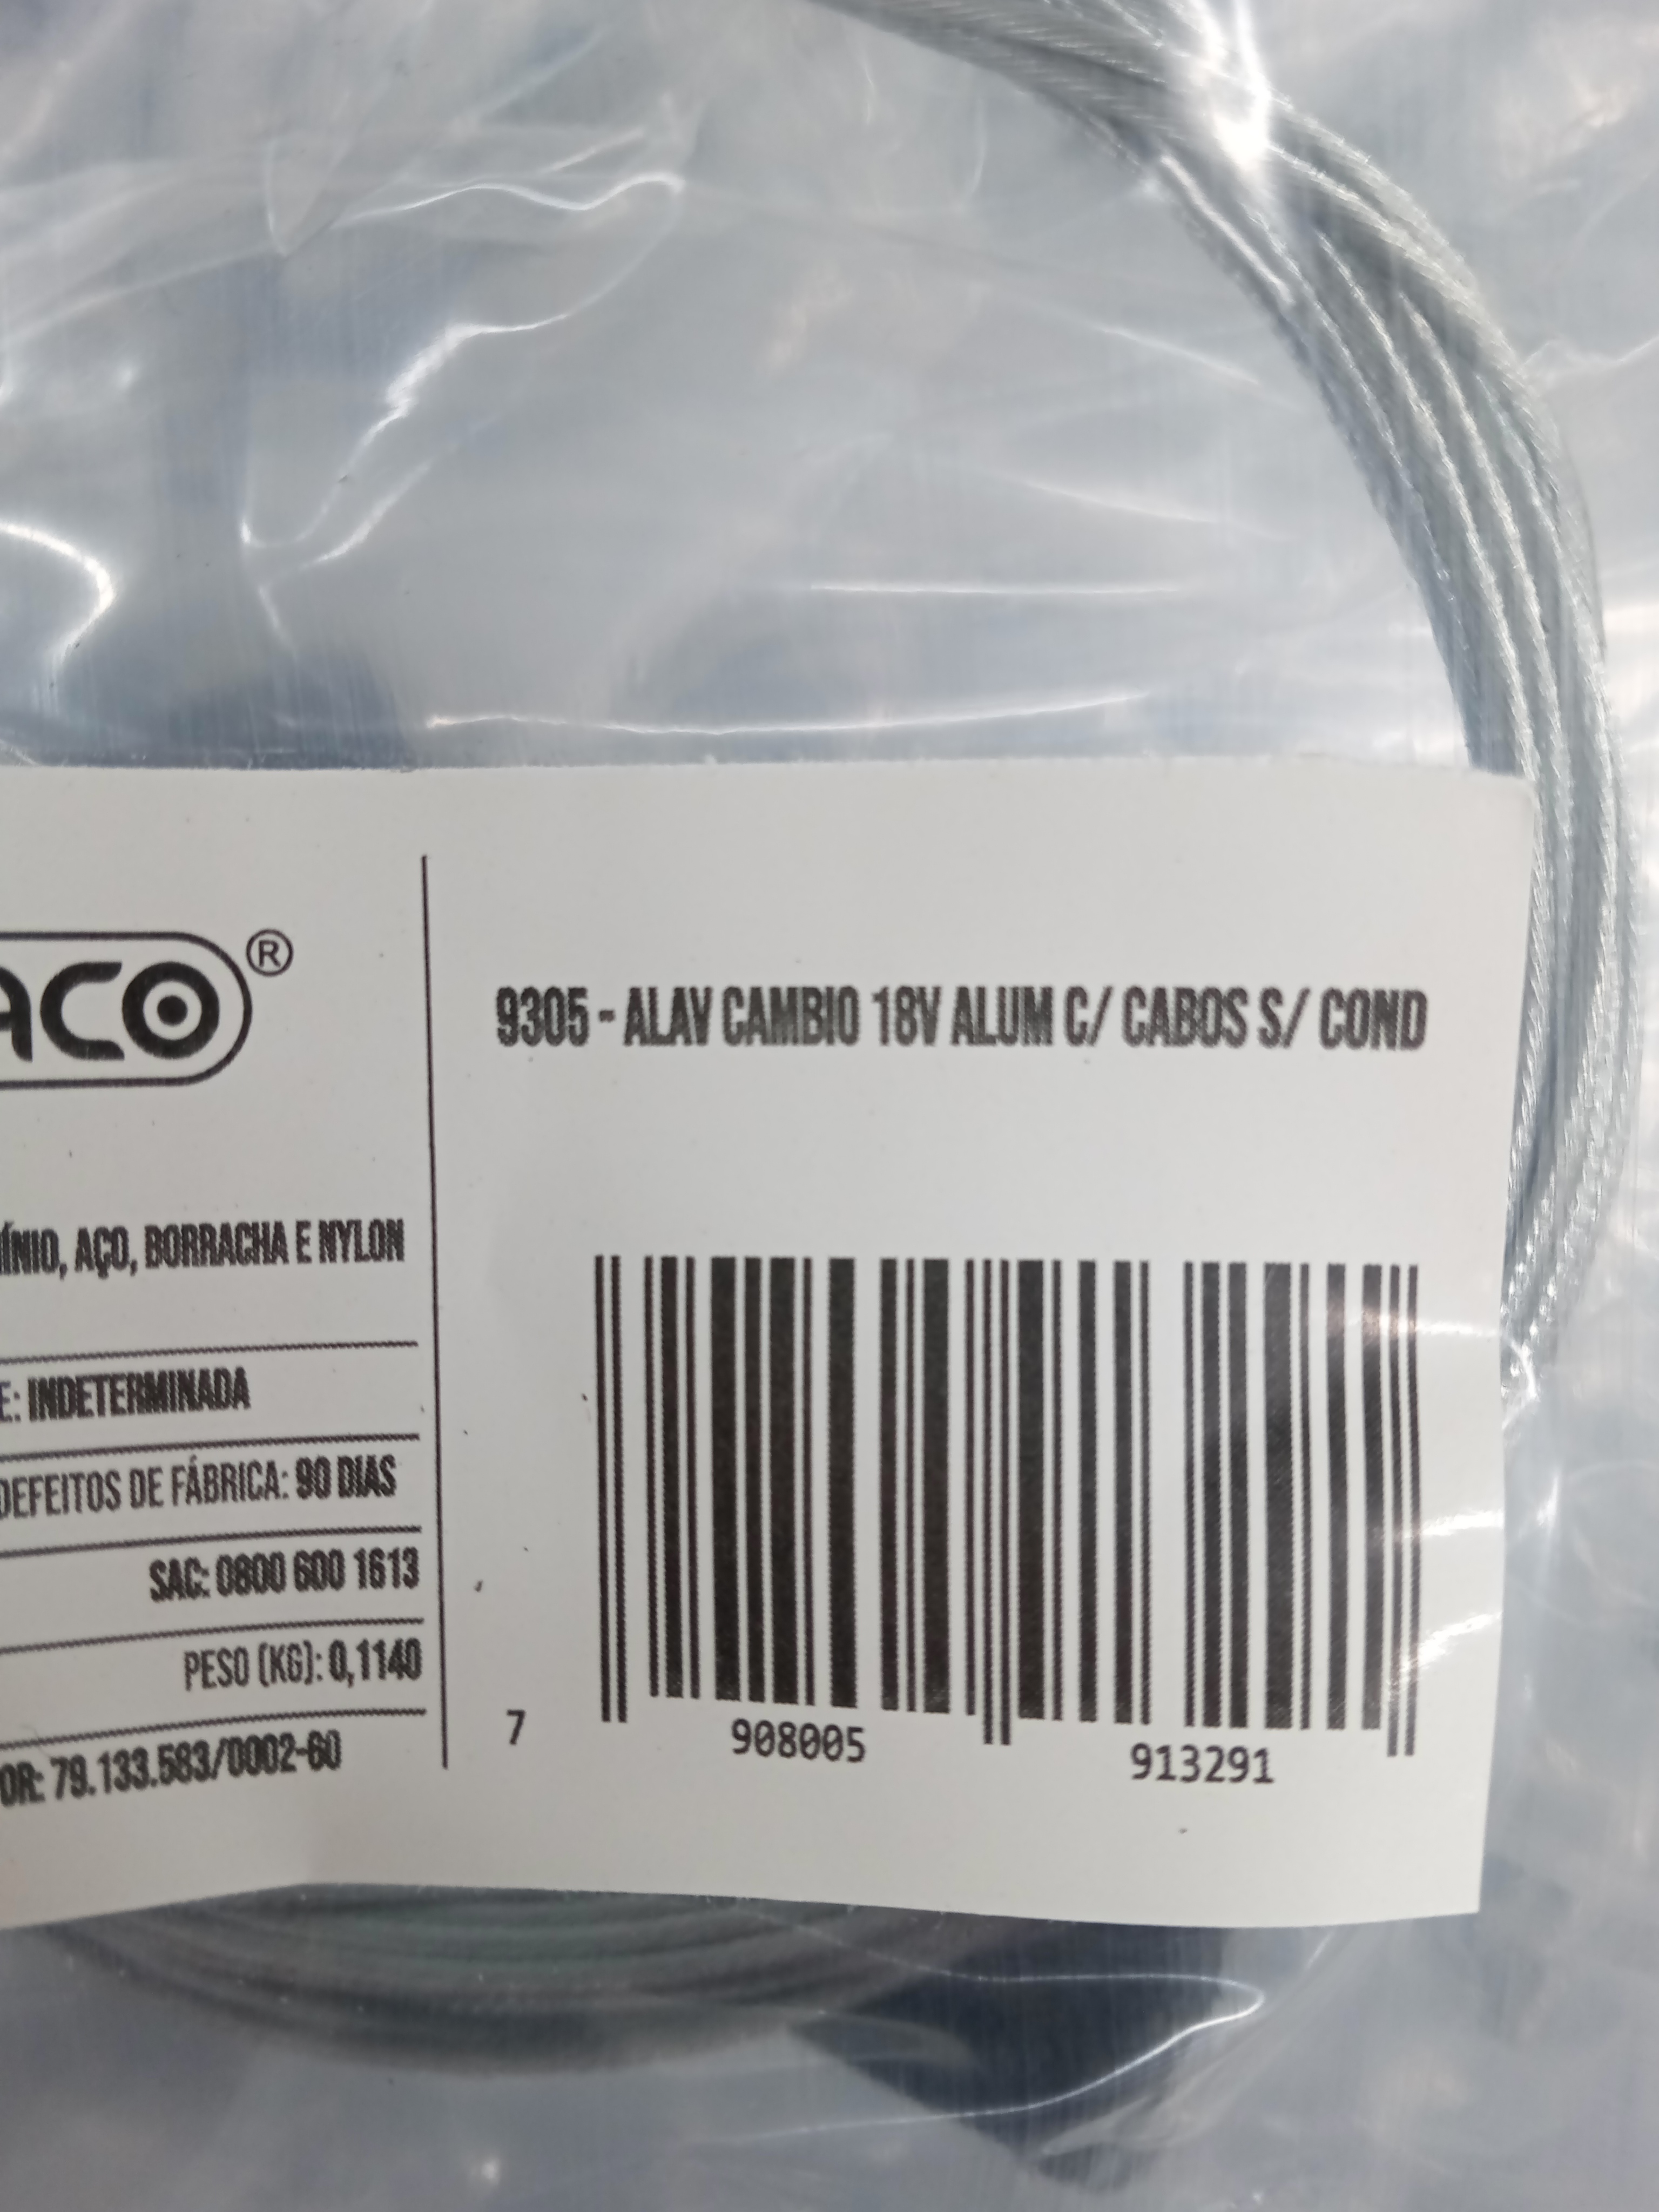 ACO®
9305 - ALAV CAMBIO 18V ALUM C/ CABOS S/ COND
ÍNIO, AÇO, BORRACHA E NYLON
E: INDETERMINADA
DEFEITOS DE FÁBRICA: 90 DIAS
SAC: 0800 600 1613
PESO (KG): 0,1140
OR: 79.133.583/0002-60
7 908005 913291